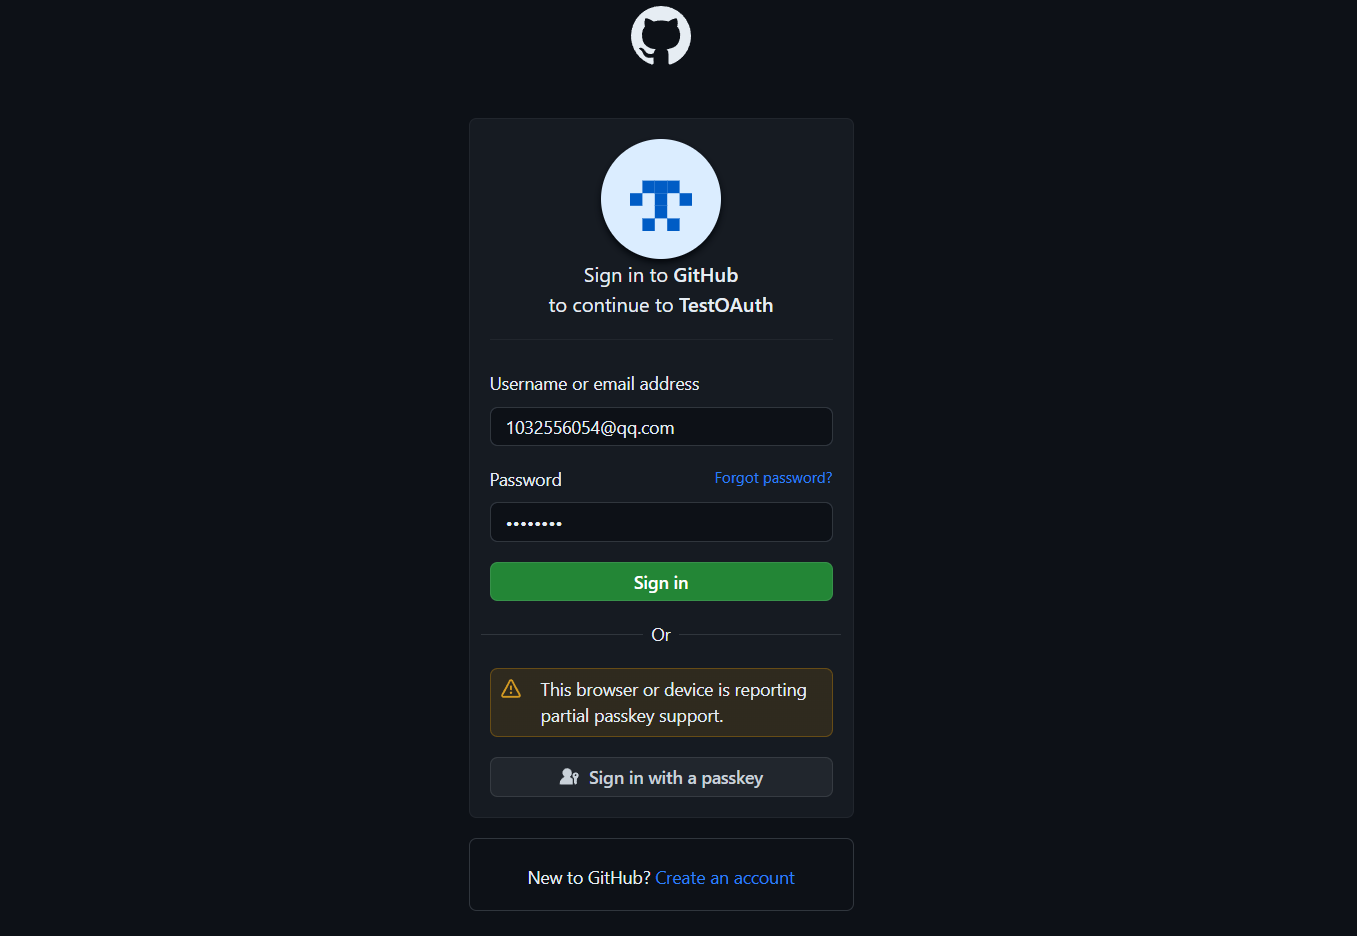 Sign in to GitHub
to continue to TestOAuth
Username or email address
1032556054@qq.com
Password Forgot password?
••••••••
Sign in
Or
This browser or device is reporting
partial passkey support.
Sign in with a passkey
New to GitHub? Create an account